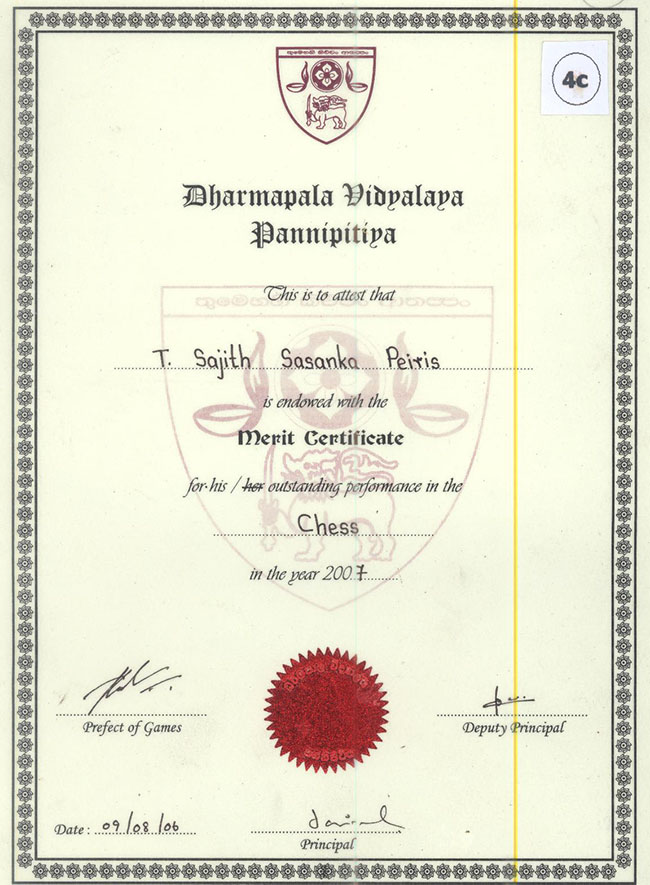 4c
Dharmapala Vidyalaya
Pannipitiya
This is to attest that
T. Sajith Sasanka Peiris
is endowed with the
Merit Certificate
for his / her outstanding performance in the
Chess
in the year 2007
Prefect of Games
Deputy Principal
Date : 09/08/06
Principal